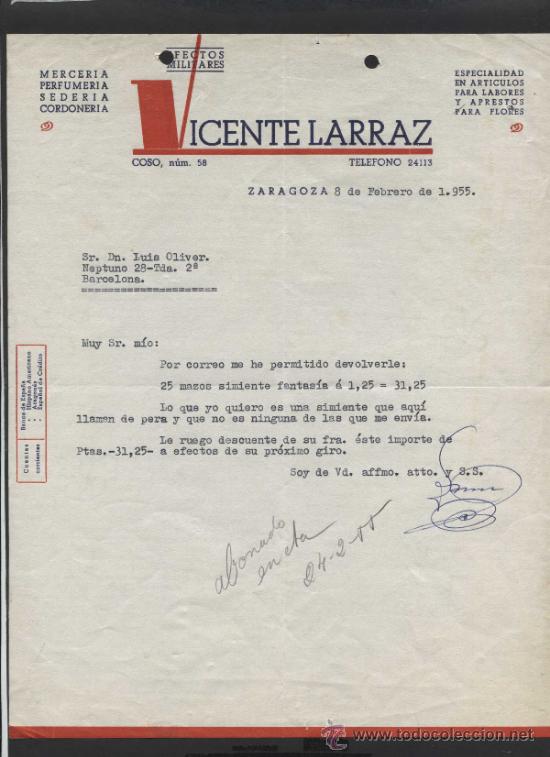 MERCERIA
PERFUMERIA
SEDERIA
CORDONERIA
EFECTOS
MILITARES
ESPECIALIDAD
EN ARTICULOS
PARA LABORES
Y APRESTOS
PARA FLORES
VICENTE LARRAZ
COSO, núm. 58
TELEFONO 24113
ZARAGOZA 8 de Febrero de 1.955.
Sr. Dn. Luis Oliver.
Neptuno 28-Tda. 2ª
Barcelona.
=====================
Muy Sr. mío:
Por correo me he permitido devolverle:
25 mazos simiente fantasía á 1,25 = 31,25
Lo que yo quiero es una simiente que aquí
llamen de pera y que no es ninguna de las que me envía.
Le ruego descuente de su fra. éste importe de
Ptas.-31,25- a efectos de su próximo giro.
Soy de Vd. affmo. atto. y S.S.
Cuentas corrientes
Banco de España
" Hispano Americano
" Aragonés
" Español de Crédito
abonado
en cta
24-2-55
www.todocoleccion.net